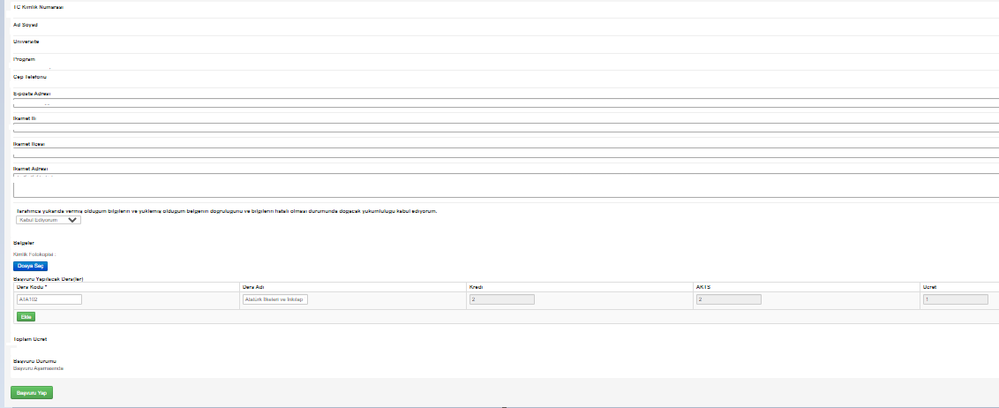 TC Kimlik Numarası
Ad Soyad
Üniversite
Program
Cep Telefonu
E-posta Adresi
İkamet İli
İkamet İlçesi
İkamet Adresi
Tarafımca yukarıda vermiş olduğum bilgilerin ve yüklemiş olduğum belgenin doğruluğunu ve bilgilerin hatalı olması durumunda doğacak yükümlülüğü kabul ediyorum.
Kabul Ediyorum
Belgeler
Kimlik Fotokopisi
Dosya Seç
Başvuru Yapılacak Ders(ler)
Ders Kodu * Ders Adı Kredi AKTS Ücret
ATA102 Atatürk İlkeleri ve İnkılap 2 2 1
Ekle
Toplam Ücret
Başvuru Durumu
Başvuru Aşamasında
Başvuru Yap